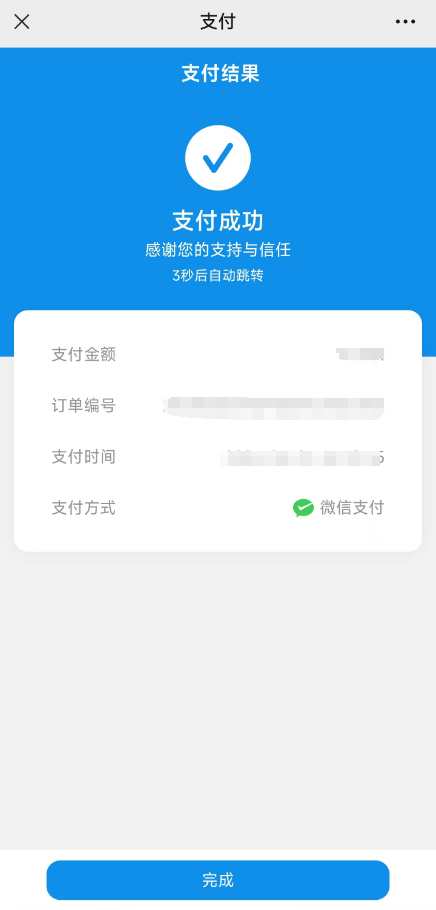 支付
支付结果
支付成功
感谢您的支持与信任
3秒后自动跳转
支付金额
订单编号
支付时间
支付方式 微信支付
完成